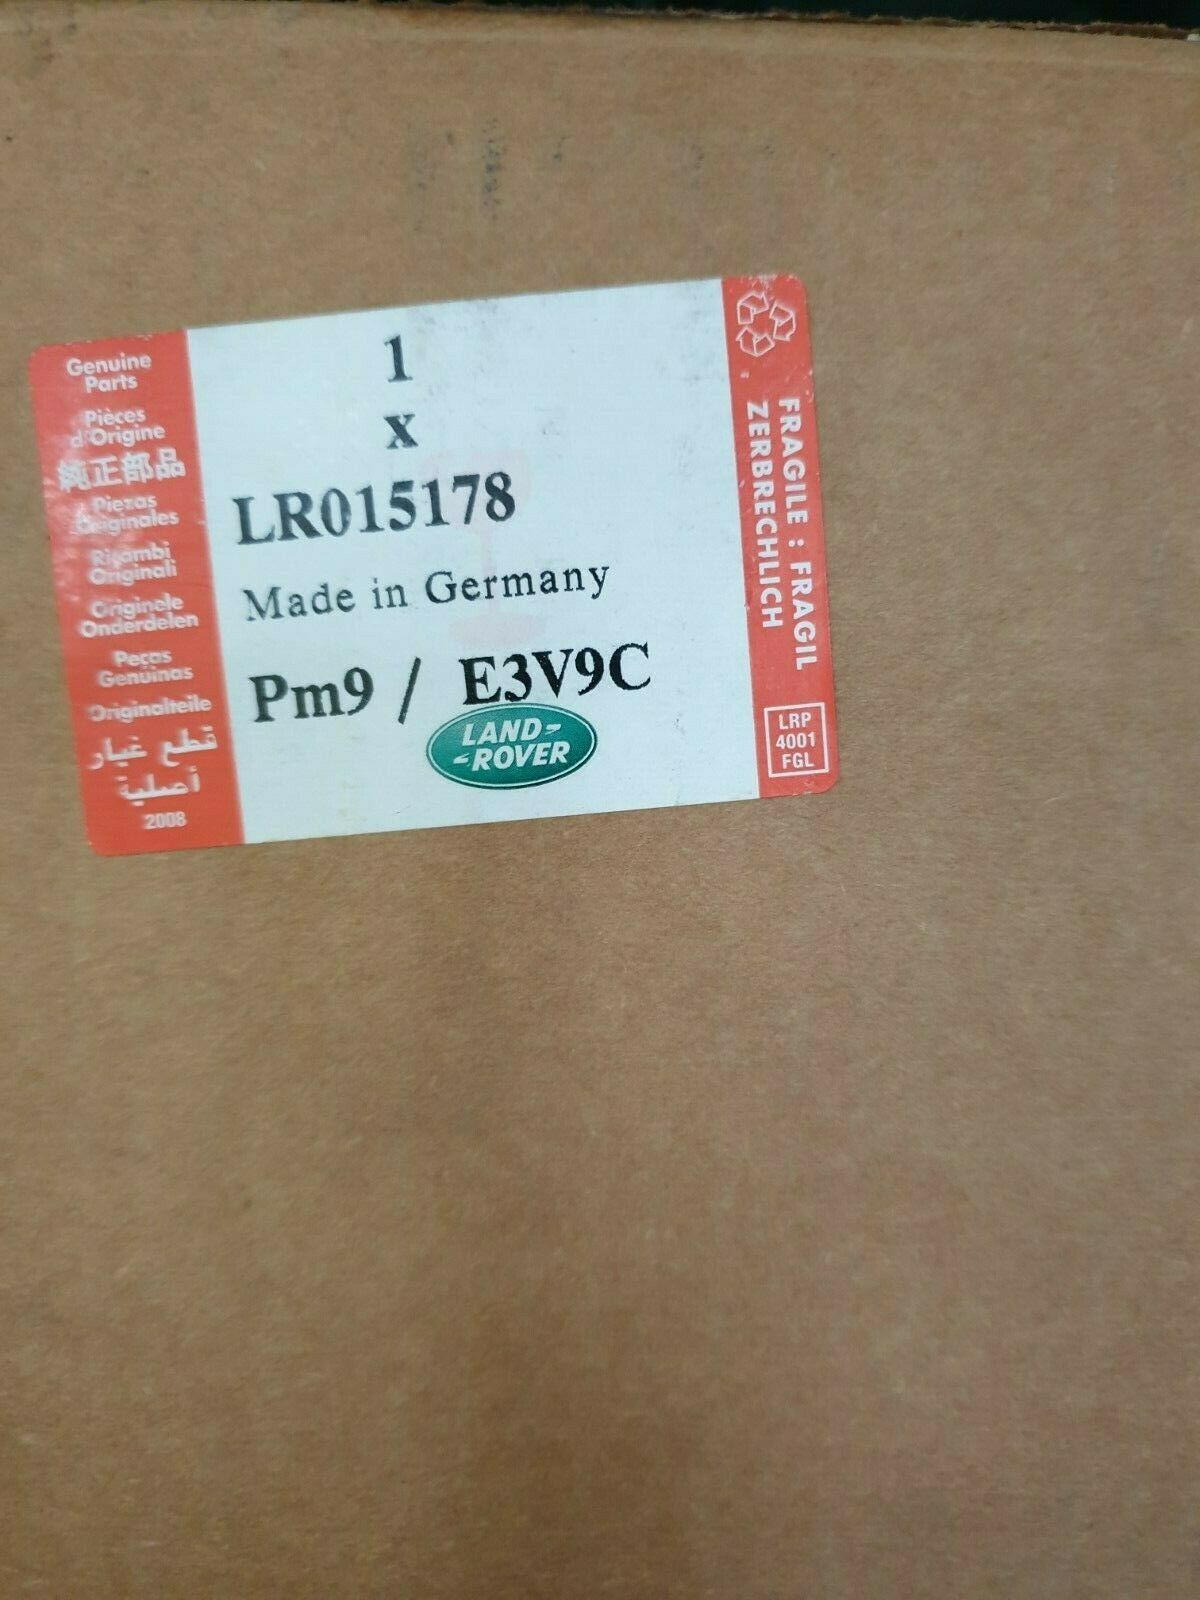 Genuine
Parts
Pièces
d'Origine
純正部品
Piezas
Originales
Ricambi
Originali
Originele
Onderdelen
Peças
Genuinas
Originalteile
قطع غيار
أصلية
2008
1
x
LR015178
Made in Germany
Pm9 / E3V9C
LAND-
-ROVER
FRAGILE : FRAGIL
ZERBRECHLICH
LRP
4001
FGL